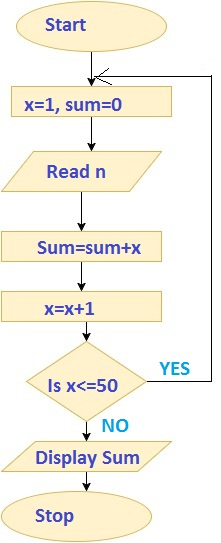 Start
x=1, sum=0
Read n
Sum=sum+x
x=x+1
Is x<=50
YES
NO
Display Sum
Stop